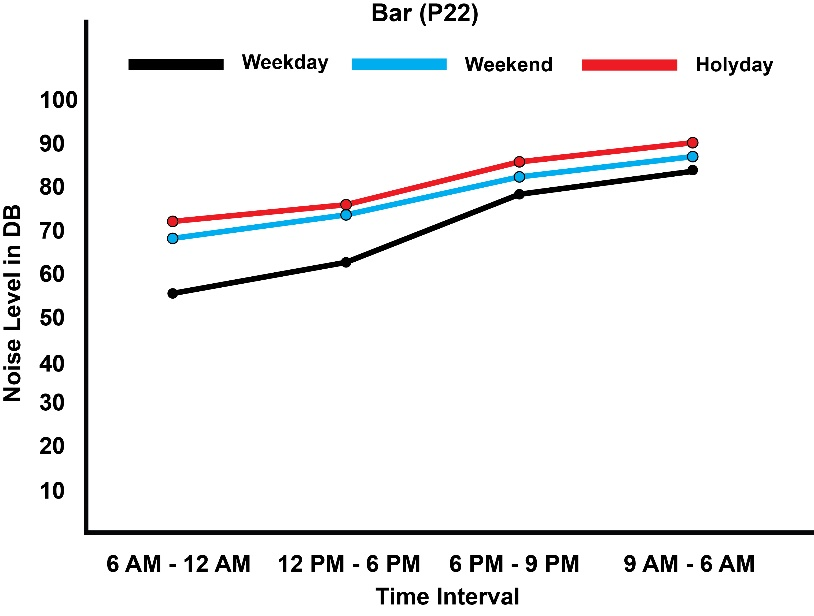 Bar (P22)
Weekday Weekend Holyday
100
90
80
70
60
50
40
30
20
10
Noise Level in DB
6 AM - 12 AM 12 PM - 6 PM 6 PM - 9 PM 9 AM - 6 AM
Time Interval